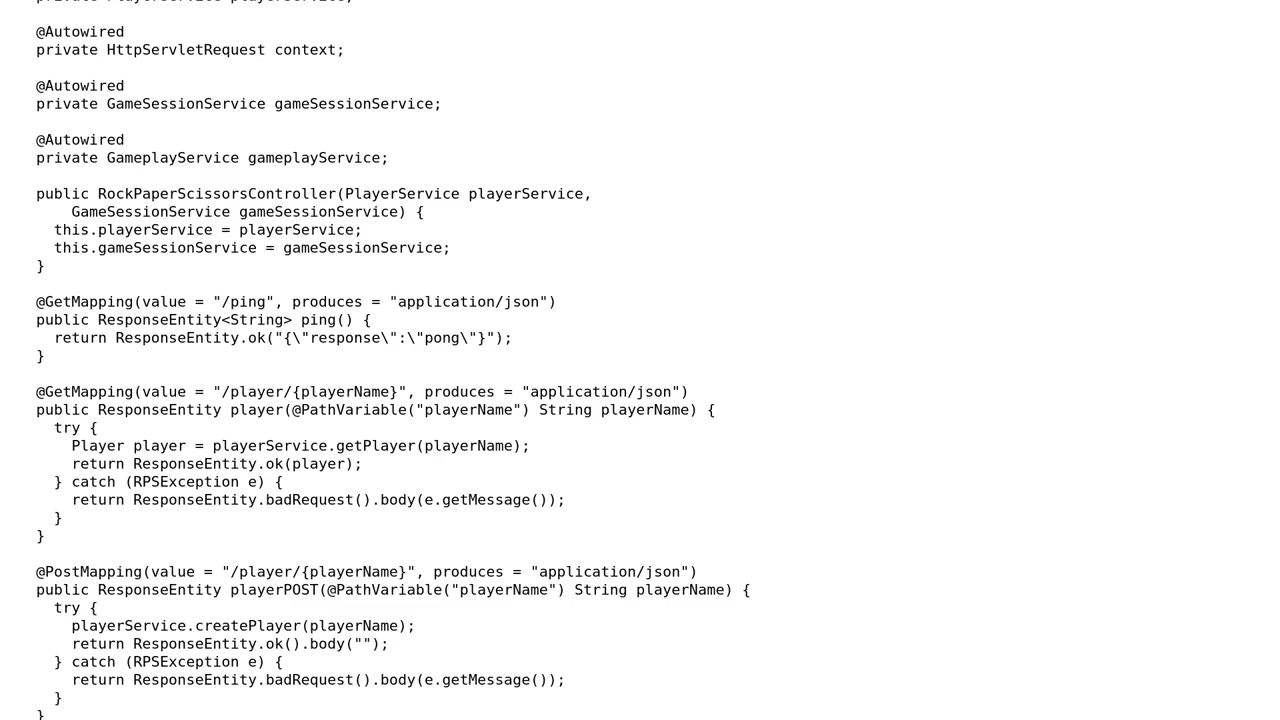 private PlayerService playerService;
@Autowired
private HttpServletRequest context;
@Autowired
private GameSessionService gameSessionService;
@Autowired
private GameplayService gameplayService;
public RockPaperScissorsController(PlayerService playerService,
GameSessionService gameSessionService) {
this.playerService = playerService;
this.gameSessionService = gameSessionService;
}
@GetMapping(value = "/ping", produces = "application/json")
public ResponseEntity<String> ping() {
return ResponseEntity.ok("{\"response\":\"pong\"}");
}
@GetMapping(value = "/player/{playerName}", produces = "application/json")
public ResponseEntity player(@PathVariable("playerName") String playerName) {
try {
Player player = playerService.getPlayer(playerName);
return ResponseEntity.ok(player);
} catch (RPSException e) {
return ResponseEntity.badRequest().body(e.getMessage());
}
}
@PostMapping(value = "/player/{playerName}", produces = "application/json")
public ResponseEntity playerPOST(@PathVariable("playerName") String playerName) {
try {
playerService.createPlayer(playerName);
return ResponseEntity.ok().body("");
} catch (RPSException e) {
return ResponseEntity.badRequest().body(e.getMessage());
}
}